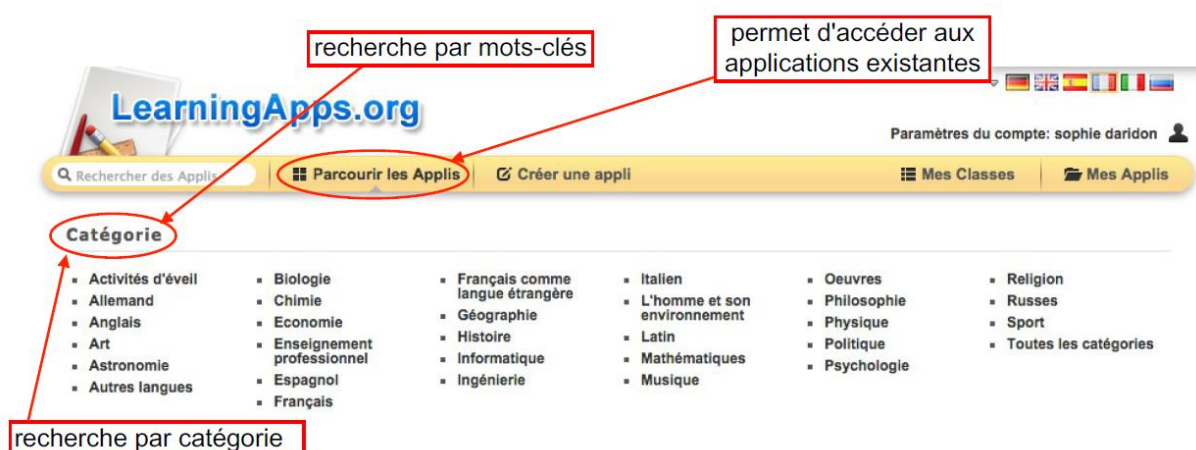 recherche par mots-clés
permet d'accéder aux
applications existantes
LearningApps.org
Paramètres du compte: sophie daridon
Rechercher des Applis
Parcourir les Applis
Créer une appli
Mes Classes
Mes Applis
Catégorie
Activités d'éveil
Allemand
Anglais
Art
Astronomie
Autres langues
Biologie
Chimie
Economie
Enseignement
professionnel
Espagnol
Français
Français comme
langue étrangère
Géographie
Histoire
Informatique
Ingénierie
Italien
L'homme et son
environnement
Latin
Mathématiques
Musique
Oeuvres
Philosophie
Physique
Politique
Psychologie
Religion
Russes
Sport
Toutes les catégories
recherche par catégorie